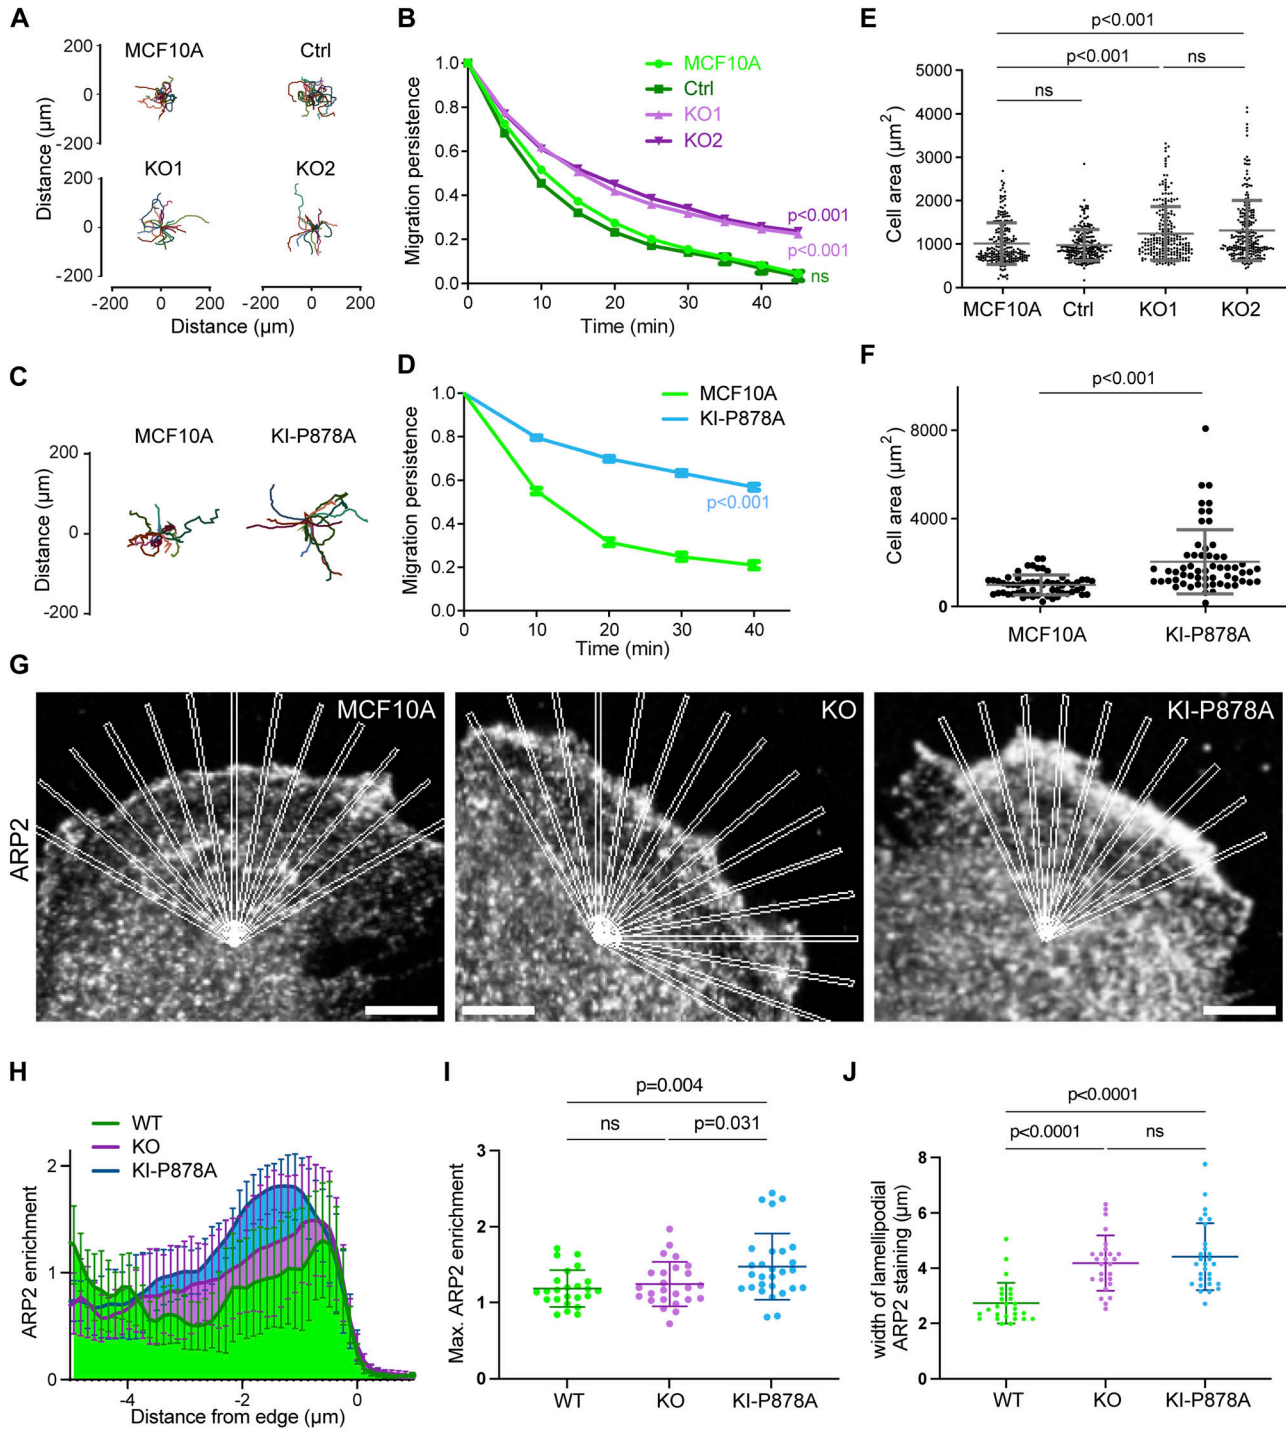 A
200
0
-200
Distance (µm)
MCF10A
Ctrl
KO1
KO2
200
0
-200
-200
0
200
-200
0
200
Distance (µm)
B
Migration persistence
1.0
0.8
0.6
0.4
0.2
0.0
MCF10A
Ctrl
KO1
KO2
p<0.001
p<0.001
ns
0
10
20
30
40
Time (min)
E
p<0.001
p<0.001
ns
ns
Cell area (µm²)
5000
4000
3000
2000
1000
0
MCF10A
Ctrl
KO1
KO2
C
Distance (µm)
200
0
-200
MCF10A
KI-P878A
D
Migration persistence
1.0
0.8
0.6
0.4
0.2
0.0
MCF10A
KI-P878A
p<0.001
0
10
20
30
40
Time (min)
F
p<0.001
Cell area (µm²)
8000
4000
0
MCF10A
KI-P878A
G
ARP2
MCF10A
KO
KI-P878A
H
WT
KO
KI-P878A
ARP2 enrichment
2
1
0
-4
-2
0
Distance from edge (µm)
I
p=0.004
ns
p=0.031
Max. ARP2 enrichment
3
2
1
0
WT
KO
KI-P878A
J
p<0.0001
p<0.0001
ns
width of lamellipodial
ARP2 staining (µm)
8
6
4
2
0
WT
KO
KI-P878A